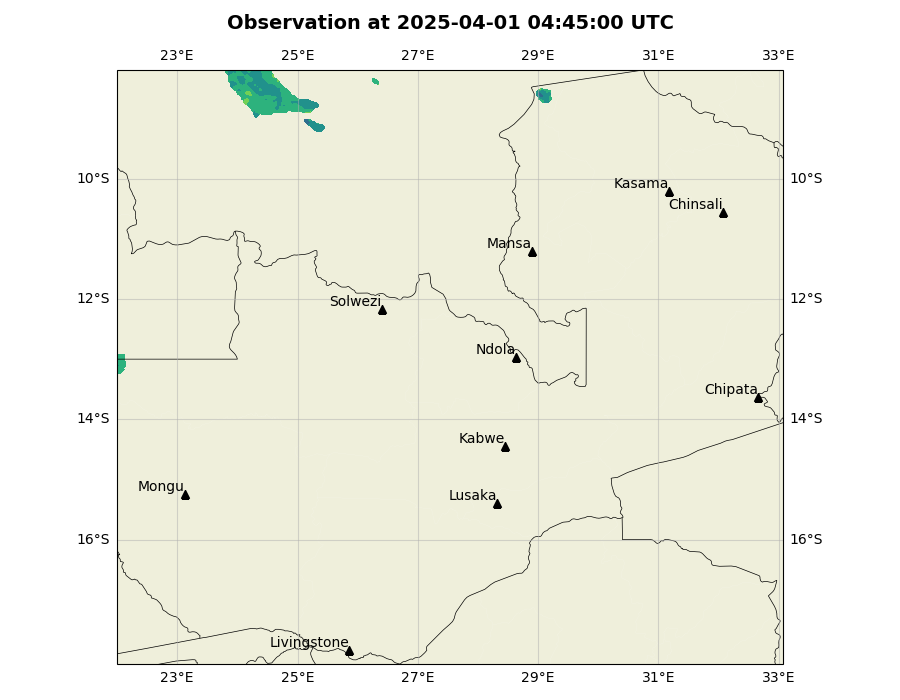 Observation at 2025-04-01 04:45:00 UTC
23°E 25°E 27°E 29°E 31°E 33°E
10°S 10°S
Kasama
Chinsali
Mansa
12°S 12°S
Solwezi
Ndola
Chipata
14°S 14°S
Kabwe
Mongu
Lusaka
16°S 16°S
Livingstone
23°E 25°E 27°E 29°E 31°E 33°E